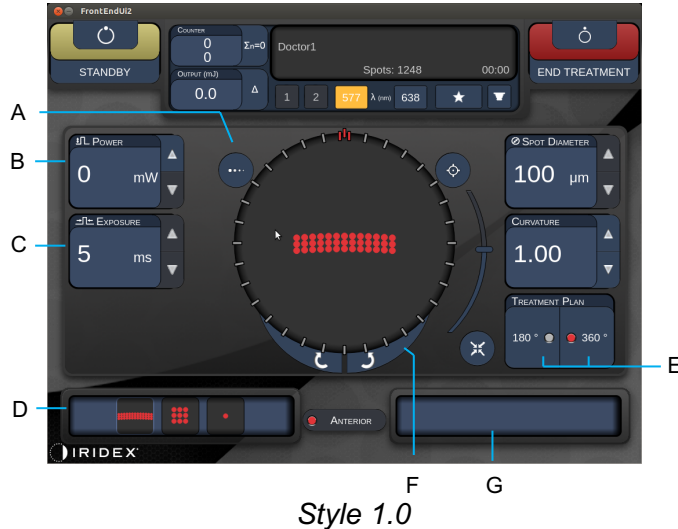 FrontEndUi2
STANDBY
COUNTER
0
0
Σn=0
OUTPUT (mJ)
0.0
Δ
Doctor1
Spots: 1248
00:00
1 2 577 λ (nm) 638
END TREATMENT
A
B
POWER
0 mW
C
EXPOSURE
5 ms
SPOT DIAMETER
100 μm
CURVATURE
1.00
TREATMENT PLAN
180 ° 360 °
E
D
ANTERIOR
IRIDEX
F
G
Style 1.0